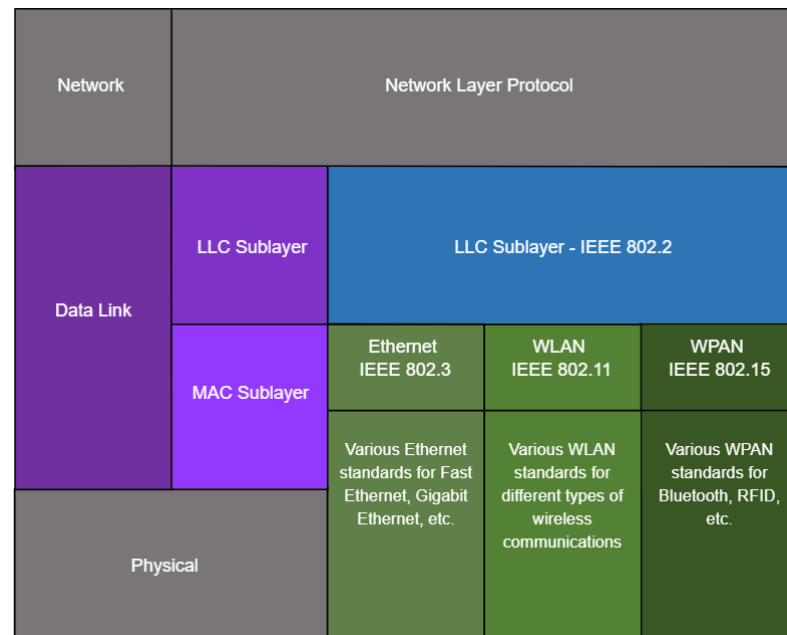 Network
Network Layer Protocol
Data Link
LLC Sublayer
LLC Sublayer - IEEE 802.2
MAC Sublayer
Ethernet
IEEE 802.3
WLAN
IEEE 802.11
WPAN
IEEE 802.15
Various Ethernet
standards for Fast
Ethernet, Gigabit
Ethernet, etc.
Various WLAN
standards for
different types of
wireless
communications
Various WPAN
standards for
Bluetooth, RFID,
etc.
Physical